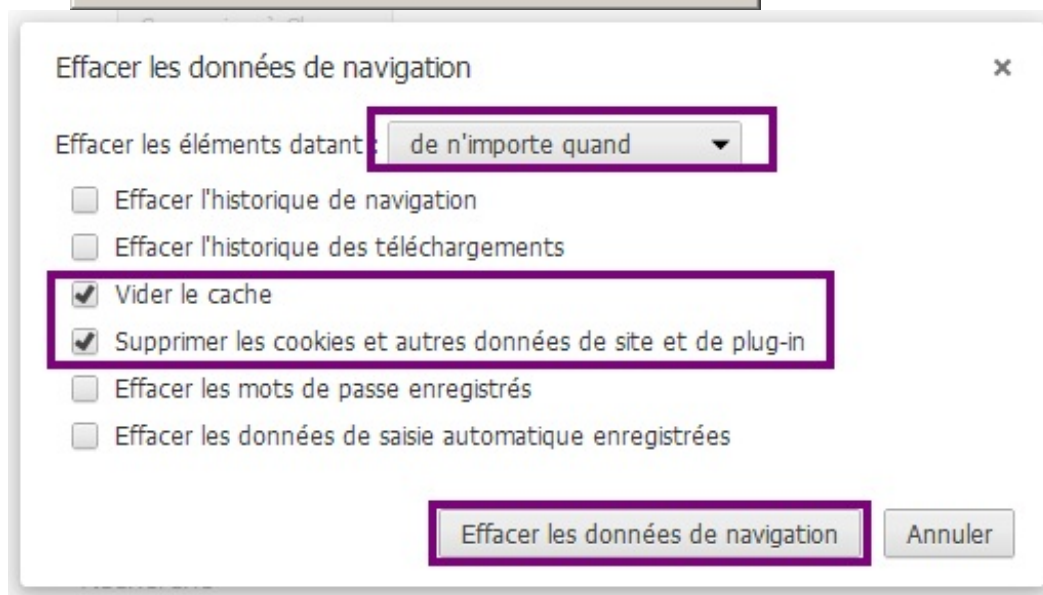 Effacer les données de navigation
Effacer les éléments datant : de n'importe quand
Effacer l'historique de navigation
Effacer l'historique des téléchargements
Vider le cache
Supprimer les cookies et autres données de site et de plug-in
Effacer les mots de passe enregistrés
Effacer les données de saisie automatique enregistrées
Effacer les données de navigation Annuler